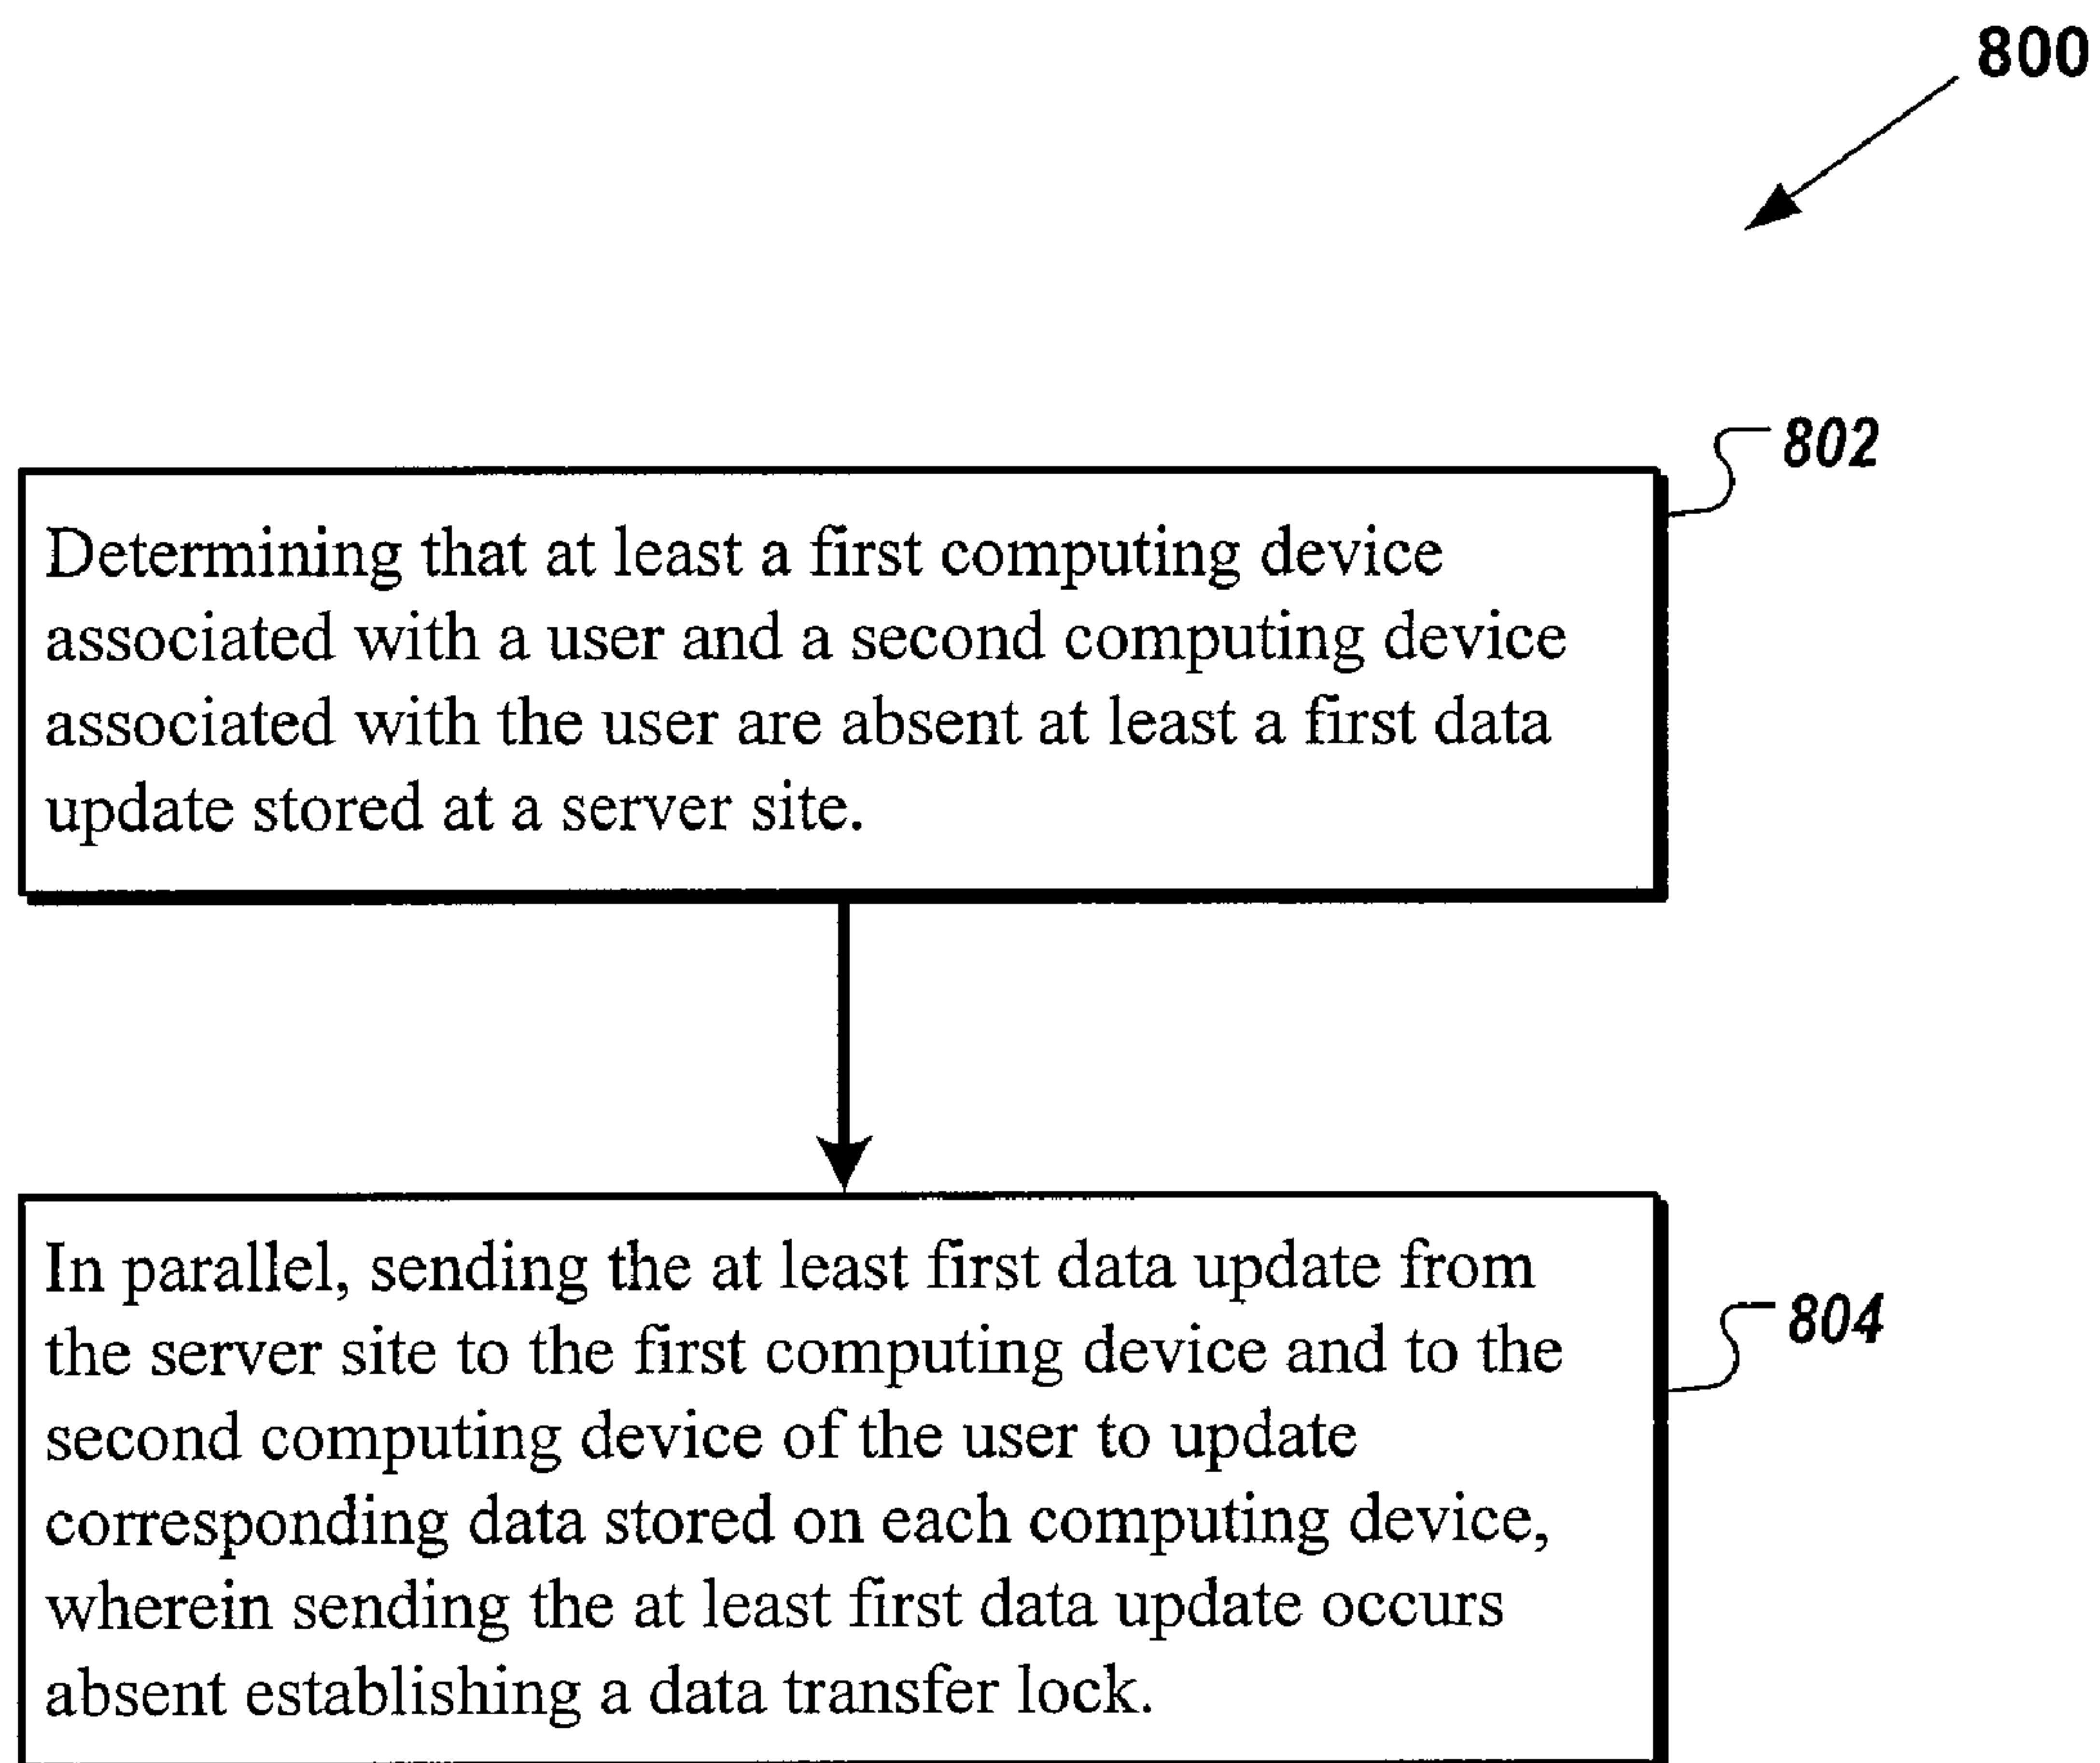 800
802
Determining that at least a first computing device
associated with a user and a second computing device
associated with the user are absent at least a first data
update stored at a server site.
In parallel, sending the at least first data update from
the server site to the first computing device and to the
second computing device of the user to update
corresponding data stored on each computing device,
wherein sending the at least first data update occurs
absent establishing a data transfer lock.
804